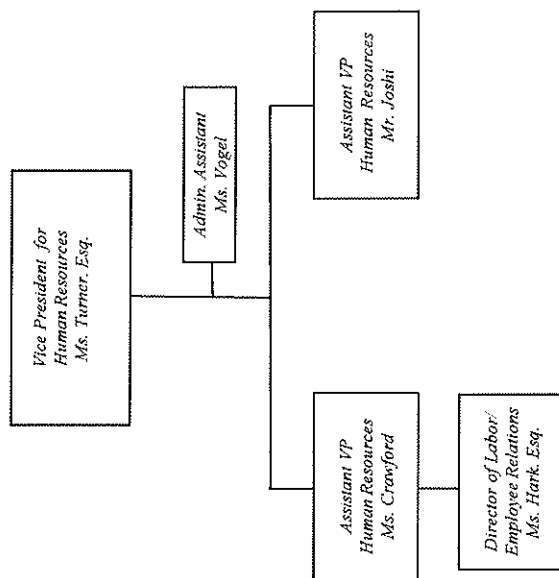 Vice President for
Human Resources
Ms. Turner. Esq.
Admin. Assistant
Ms. Vogel
Assistant VP
Human Resources
Ms. Crawford
Assistant VP
Human Resources
Mr. Joshi
Director of Labor/
Employee Relations
Ms. Hark. Esq.